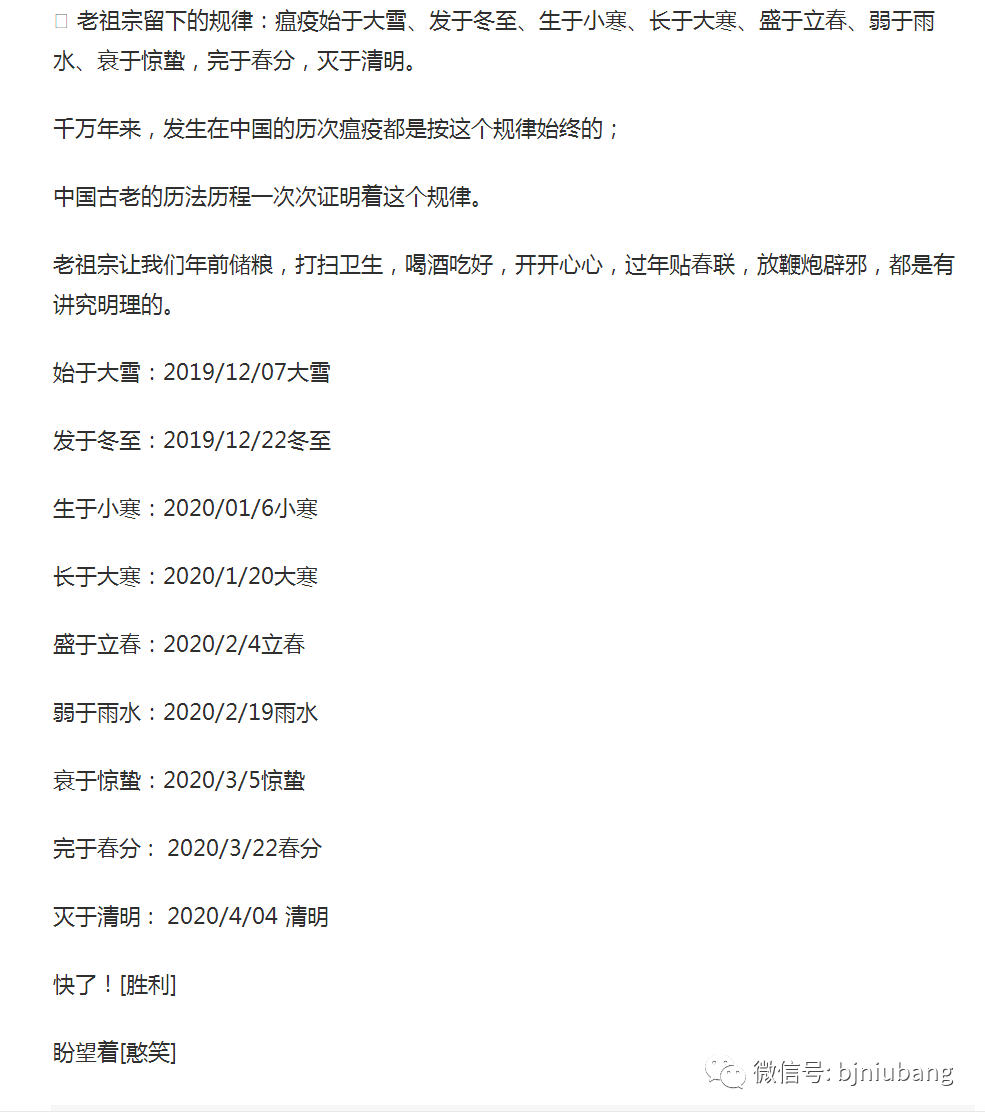 老祖宗留下的规律：瘟疫始于大雪、发于冬至、生于小寒、长于大寒、盛于立春、弱于雨
水、衰于惊蛰，完于春分，灭于清明。
千万年来，发生在中国的历次瘟疫都是按这个规律始终的；
中国古老的历法历程一次次证明着这个规律。
老祖宗让我们年前储粮，打扫卫生，喝酒吃好，开开心心，过年贴春联，放鞭炮辟邪，都是有
讲究明理的。
始于大雪：2019/12/07大雪
发于冬至：2019/12/22冬至
生于小寒：2020/01/6小寒
长于大寒：2020/1/20大寒
盛于立春：2020/2/4立春
弱于雨水：2020/2/19雨水
衰于惊蛰：2020/3/5惊蛰
完于春分： 2020/3/22春分
灭于清明： 2020/4/04 清明
快了！[胜利]
盼望着[憨笑]
微信号: bjniubang